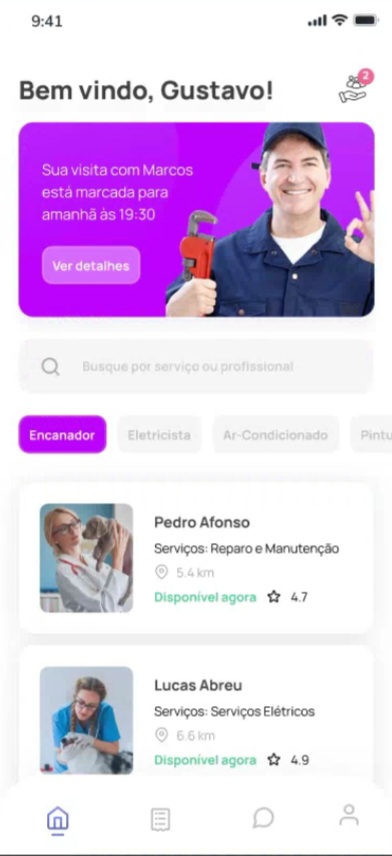 9:41
Bem vindo, Gustavo!
2
Sua visita com Marcos
está marcada para
amanhã às 19:30
Ver detalhes
Busque por serviço ou profissional
Encanador
Eletricista
Ar-Condicionado
Pintu
Pedro Afonso
Serviços: Reparo e Manutenção
5.4 km
Disponível agora 4.7
Lucas Abreu
Serviços: Serviços Elétricos
6.6 km
Disponível agora 4.9